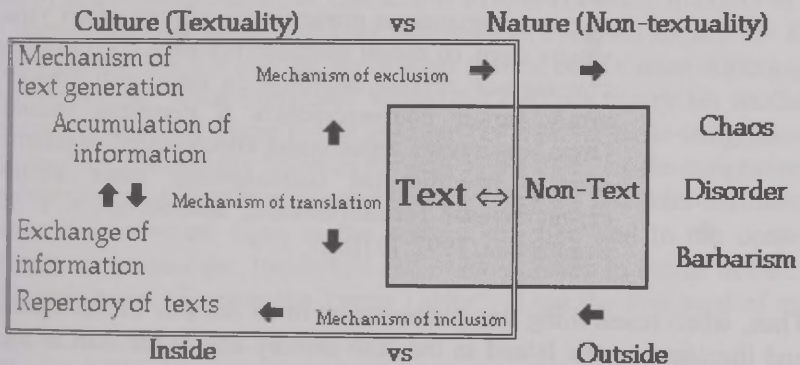 Culture (Textuality) vs Nature (Non-textuality)
Mechanism of
text generation
Mechanism of exclusion
Accumulation of
information
Chaos
Mechanism of translation
Text ⇔ Non-Text
Disorder
Exchange of
information
Barbarism
Repertory of texts
Mechanism of inclusion
Inside vs Outside